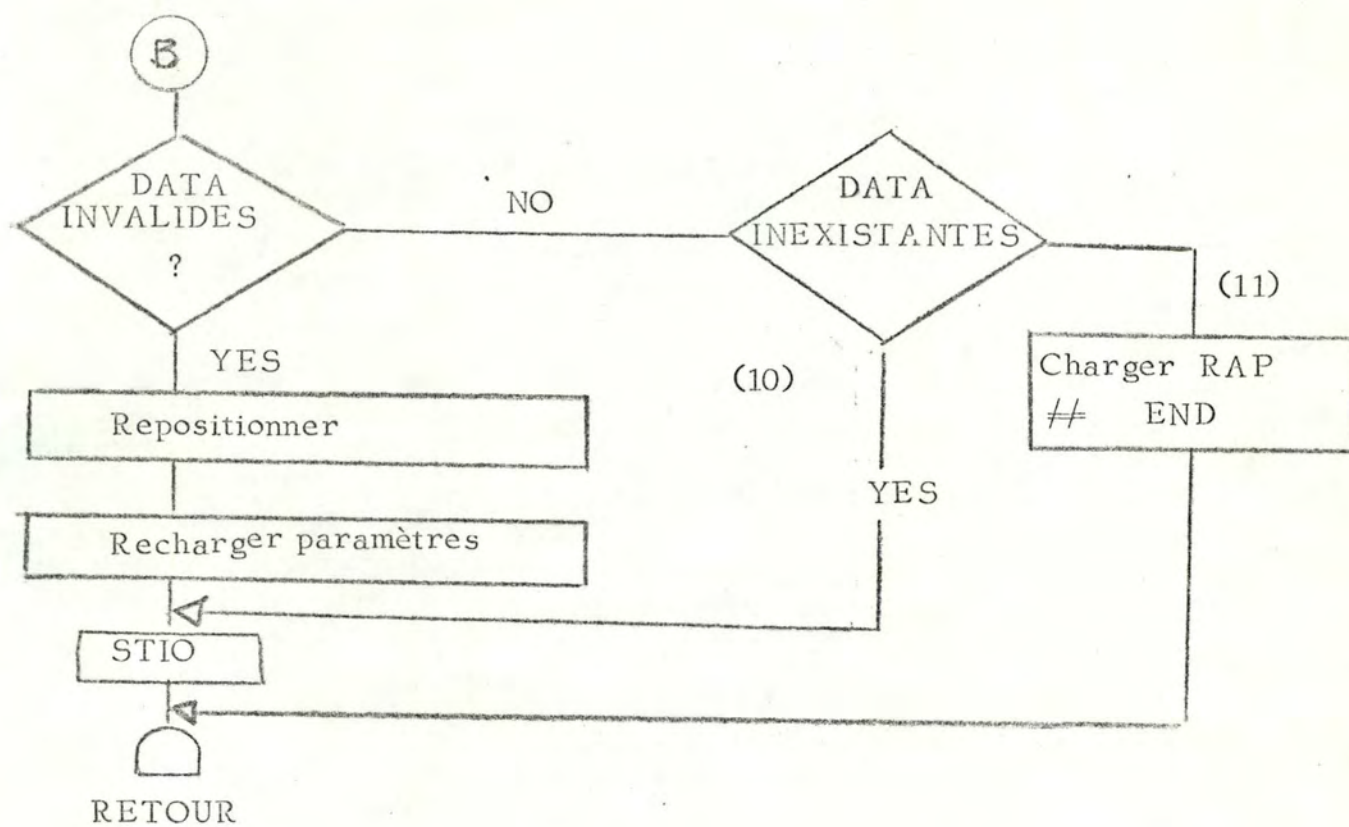 B
DATA
INVALIDES
?
NO
DATA
INEXISTANTES
(11)
YES
(10)
Charger RAP
# END
Repositionner
YES
Recharger paramètres
STIO
RETOUR